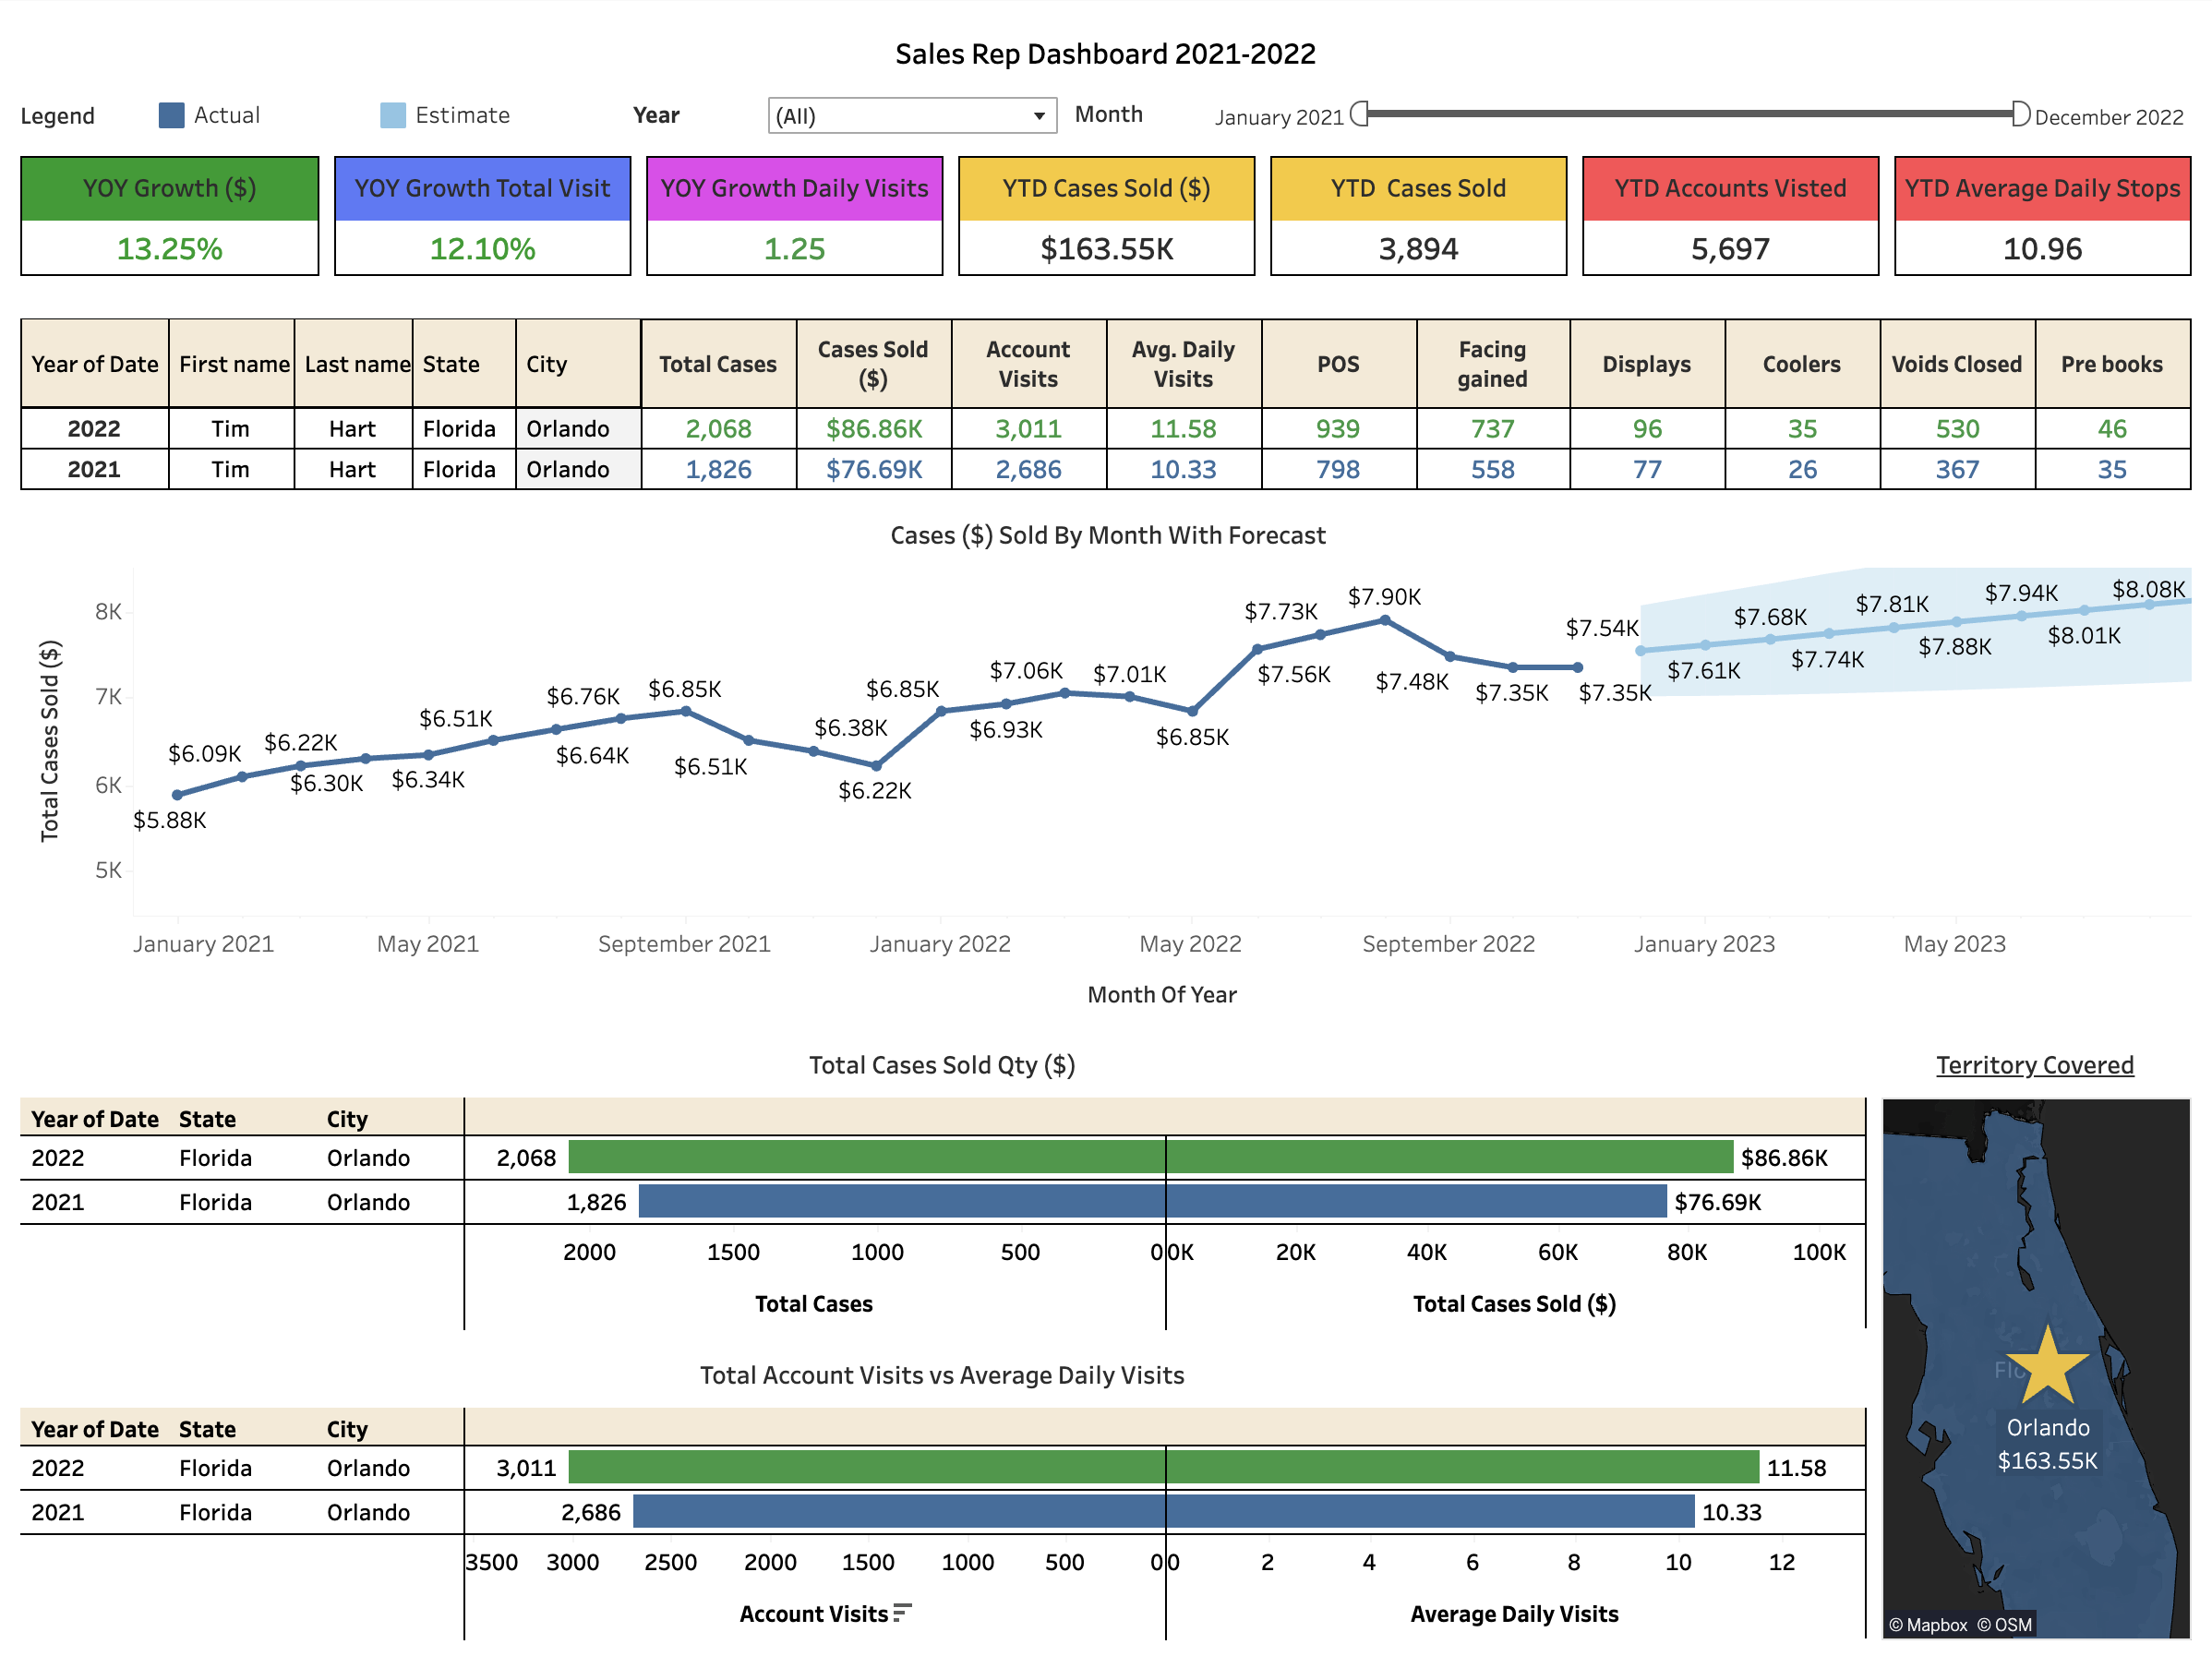 Sales Rep Dashboard 2021-2022
Legend Actual Estimate Year (All) Month January 2021 December 2022
YOY Growth ($) YOY Growth Total Visit YOY Growth Daily Visits YTD Cases Sold ($) YTD Cases Sold YTD Accounts Visted YTD Average Daily Stops
13.25% 12.10% 1.25 $163.55K 3,894 5,697 10.96
Year of Date First name Last name State City Total Cases Cases Sold ($) Account Visits Avg. Daily Visits POS Facing gained Displays Coolers Voids Closed Pre books
2022 Tim Hart Florida Orlando 2,068 $86.86K 3,011 11.58 939 737 96 35 530 46
2021 Tim Hart Florida Orlando 1,826 $76.69K 2,686 10.33 798 558 77 26 367 35
Cases ($) Sold By Month With Forecast
Total Cases Sold ($)
8K
7K
6K
5K
$5.88K
$6.09K
$6.22K
$6.30K
$6.34K
$6.51K
$6.64K
$6.76K
$6.85K
$6.51K
$6.38K
$6.22K
$6.85K
$6.93K
$7.06K
$7.01K
$6.85K
$7.56K
$7.73K
$7.90K
$7.48K
$7.35K
$7.35K
$7.54K
$7.61K
$7.68K
$7.74K
$7.81K
$7.88K
$7.94K
$8.01K
$8.08K
January 2021 May 2021 September 2021 January 2022 May 2022 September 2022 January 2023 May 2023
Month Of Year
Total Cases Sold Qty ($)
Year of Date State City
2022 Florida Orlando 2,068 $86.86K
2021 Florida Orlando 1,826 $76.69K
2000 1500 1000 500 0 0K 20K 40K 60K 80K 100K
Total Cases Total Cases Sold ($)
Total Account Visits vs Average Daily Visits
Year of Date State City
2022 Florida Orlando 3,011 11.58
2021 Florida Orlando 2,686 10.33
3500 3000 2500 2000 1500 1000 500 0 0 2 4 6 8 10 12
Account Visits Average Daily Visits
Territory Covered
Flo
Orlando
$163.55K
© Mapbox © OSM